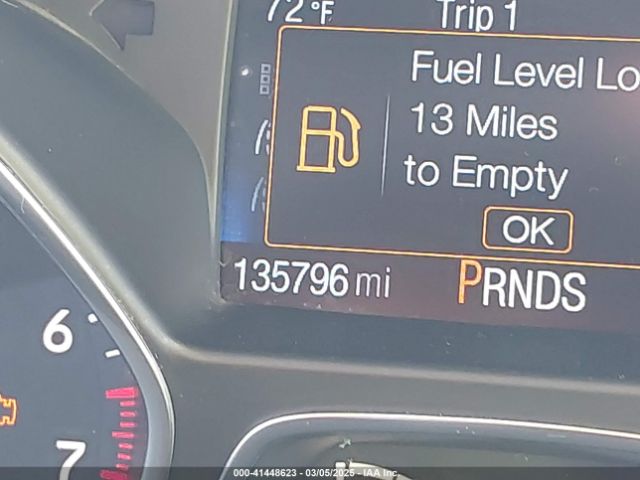 72°F Trip 1
Fuel Level Lo
13 Miles
to Empty
OK
135796 mi PRNDS
6
7
000-41448623 - 03/05/2025 - IAA Inc.